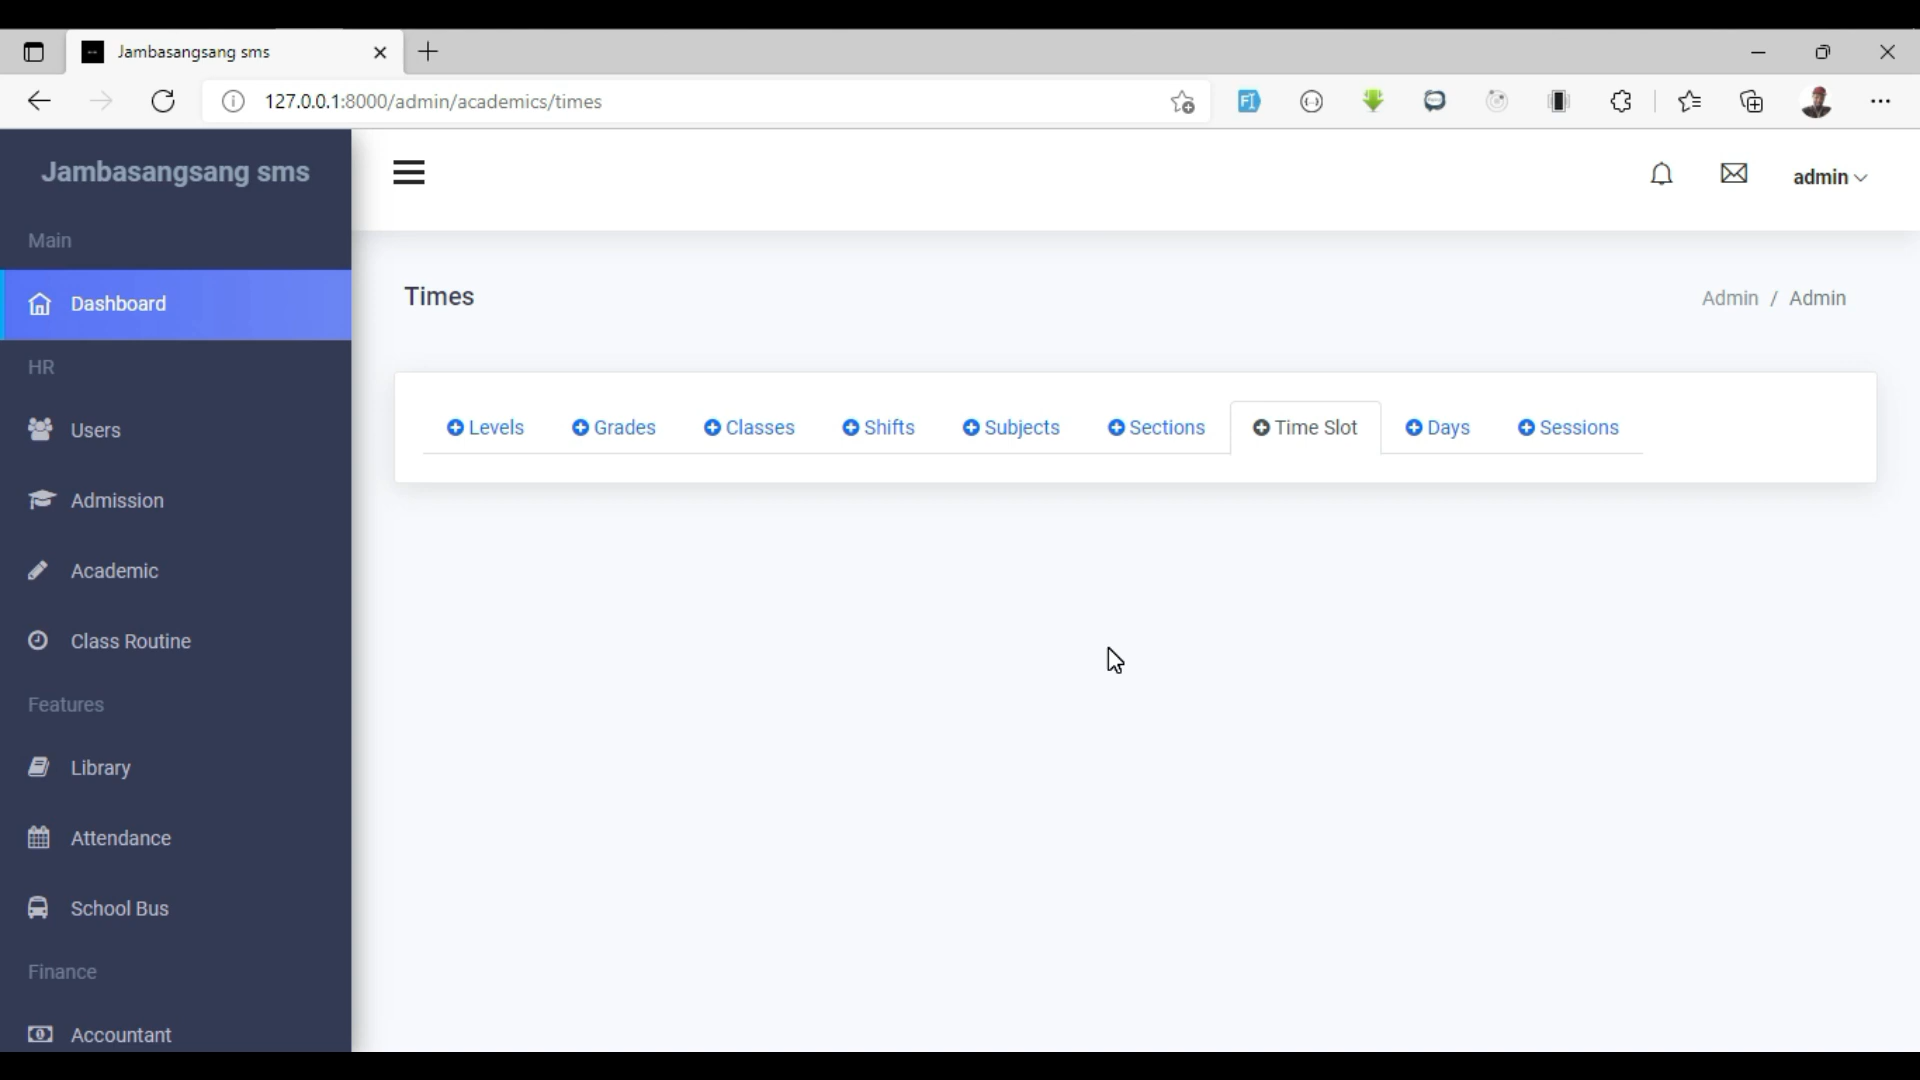 Jambasangsang sms
127.0.0.1:8000/admin/academics/times
Jambasangsang sms
admin
Main
Dashboard
Times
Admin / Admin
HR
Users
Levels Grades Classes Shifts Subjects Sections Time Slot Days Sessions
Admission
Academic
Class Routine
Features
Library
Attendance
School Bus
Finance
Accountant